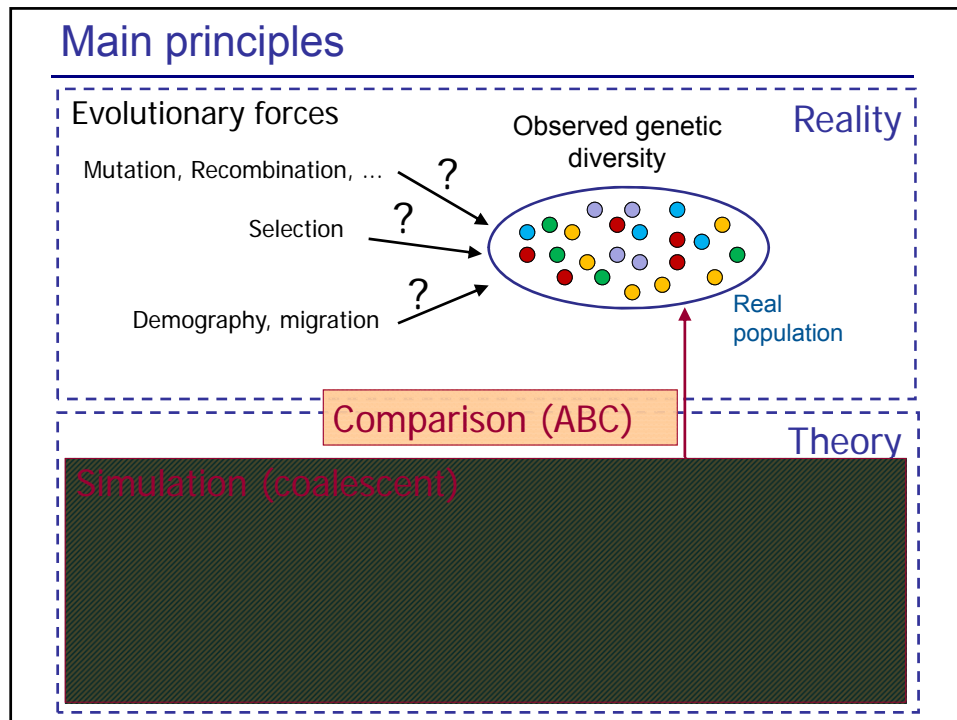 Main principles
Evolutionary forces
Reality
Observed genetic
diversity
Mutation, Recombination, ...
?
Selection
?
Demography, migration
?
Real
population
Comparison (ABC)
Theory
Simulation (coalescent)